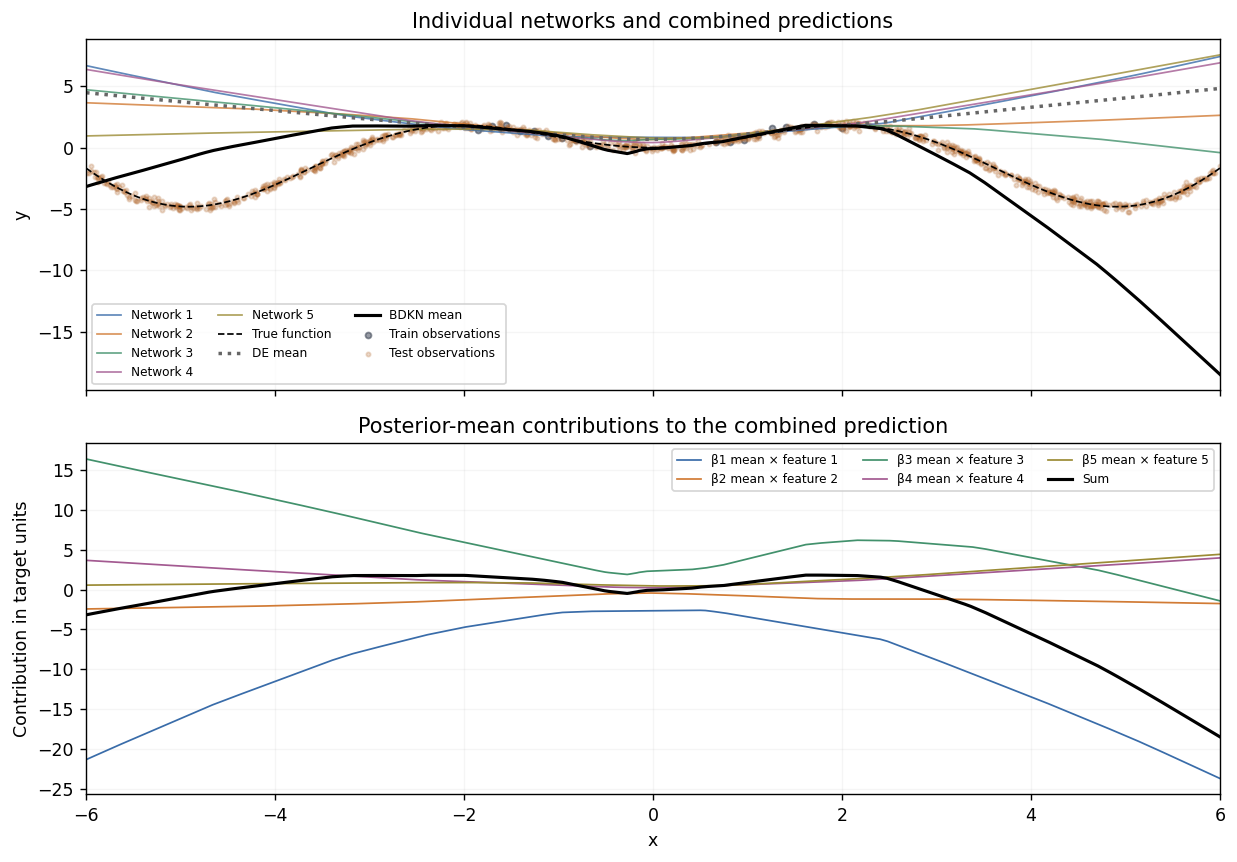 Individual networks and combined predictions
5
0
−5
−10
−15
y
Network 1
Network 2
Network 3
Network 4
Network 5
True function
DE mean
BDKN mean
Train observations
Test observations
Posterior-mean contributions to the combined prediction
15
10
5
0
−5
−10
−15
−20
−25
Contribution in target units
β1 mean × feature 1
β2 mean × feature 2
β3 mean × feature 3
β4 mean × feature 4
β5 mean × feature 5
Sum
−6 −4 −2 0 2 4 6
x